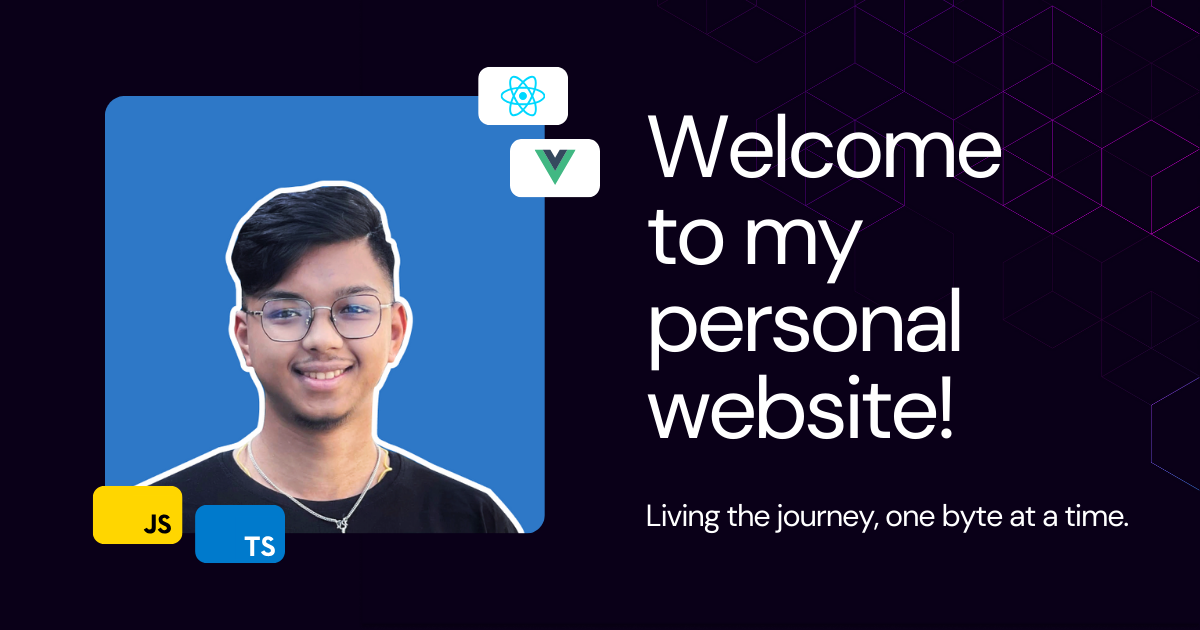 Welcome
to my
personal
website!
Living the journey, one byte at a time.
JS
TS